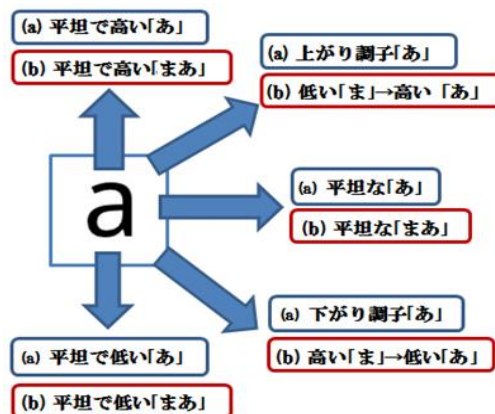 (a) 平坦で高い「あ」
(b) 平坦で高い「まあ」
(a) 上がり調子「あ」
(b) 低い「ま」→高い「あ」
a
(a) 平坦な「あ」
(b) 平坦な「まあ」
(a) 下がり調子「あ」
(b) 高い「ま」→低い「あ」
(a) 平坦で低い「あ」
(b) 平坦で低い「まあ」